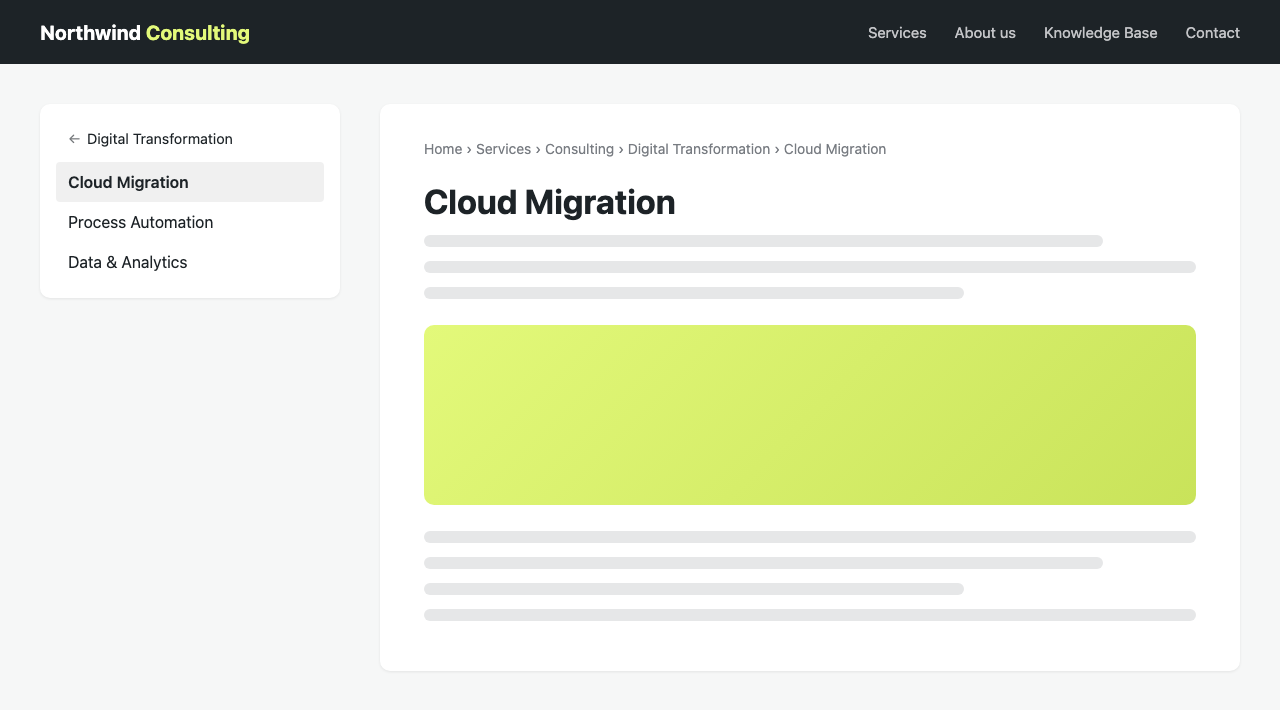 Northwind Consulting
Services
About us
Knowledge Base
Contact
← Digital Transformation
Cloud Migration
Process Automation
Data & Analytics
Home › Services › Consulting › Digital Transformation › Cloud Migration
Cloud Migration